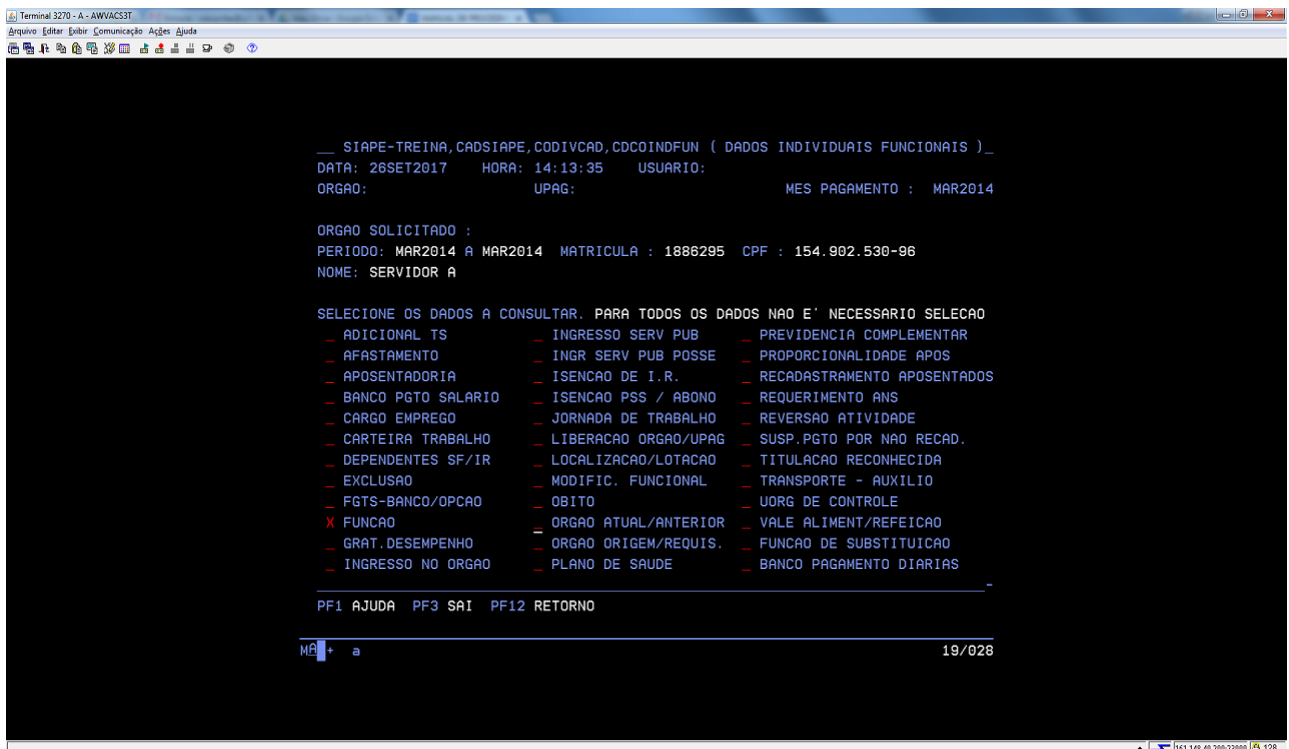 Terminal 3270 - A - AWVACS3T
Arquivo Editar Exibir Comunicação Ações Ajuda
__ SIAPE-TREINA,CADSIAPE,CODIVCAD,CDCOINDFUN ( DADOS INDIVIDUAIS FUNCIONAIS )_
DATA: 26SET2017 HORA: 14:13:35 USUARIO:
ORGAO: UPAG: MES PAGAMENTO : MAR2014
ORGAO SOLICITADO :
PERIODO: MAR2014 A MAR2014 MATRICULA : 1886295 CPF : 154.902.530-96
NOME: SERVIDOR A
SELECIONE OS DADOS A CONSULTAR. PARA TODOS OS DADOS NAO E' NECESSARIO SELECAO
_ ADICIONAL TS _ INGRESSO SERV PUB _ PREVIDENCIA COMPLEMENTAR
_ AFASTAMENTO _ INGR SERV PUB POSSE _ PROPORCIONALIDADE APOS
_ APOSENTADORIA _ ISENCAO DE I.R. _ RECADASTRAMENTO APOSENTADOS
_ BANCO PGTO SALARIO _ ISENCAO PSS / ABONO _ REQUERIMENTO ANS
_ CARGO EMPREGO _ JORNADA DE TRABALHO _ REVERSAO ATIVIDADE
_ CARTEIRA TRABALHO _ LIBERACAO ORGAO/UPAG _ SUSP.PGTO POR NAO RECAD.
_ DEPENDENTES SF/IR _ LOCALIZACAO/LOTACAO _ TITULACAO RECONHECIDA
_ EXCLUSAO _ MODIFIC. FUNCIONAL _ TRANSPORTE - AUXILIO
_ FGTS-BANCO/OPCAO _ OBITO _ UORG DE CONTROLE
X FUNCAO _ ORGAO ATUAL/ANTERIOR _ VALE ALIMENT/REFEICAO
_ GRAT.DESEMPENHO _ ORGAO ORIGEM/REQUIS. _ FUNCAO DE SUBSTITUICAO
_ INGRESSO NO ORGAO _ PLANO DE SAUDE _ BANCO PAGAMENTO DIARIAS
PF1 AJUDA PF3 SAI PF12 RETORNO
MA + a 19/028